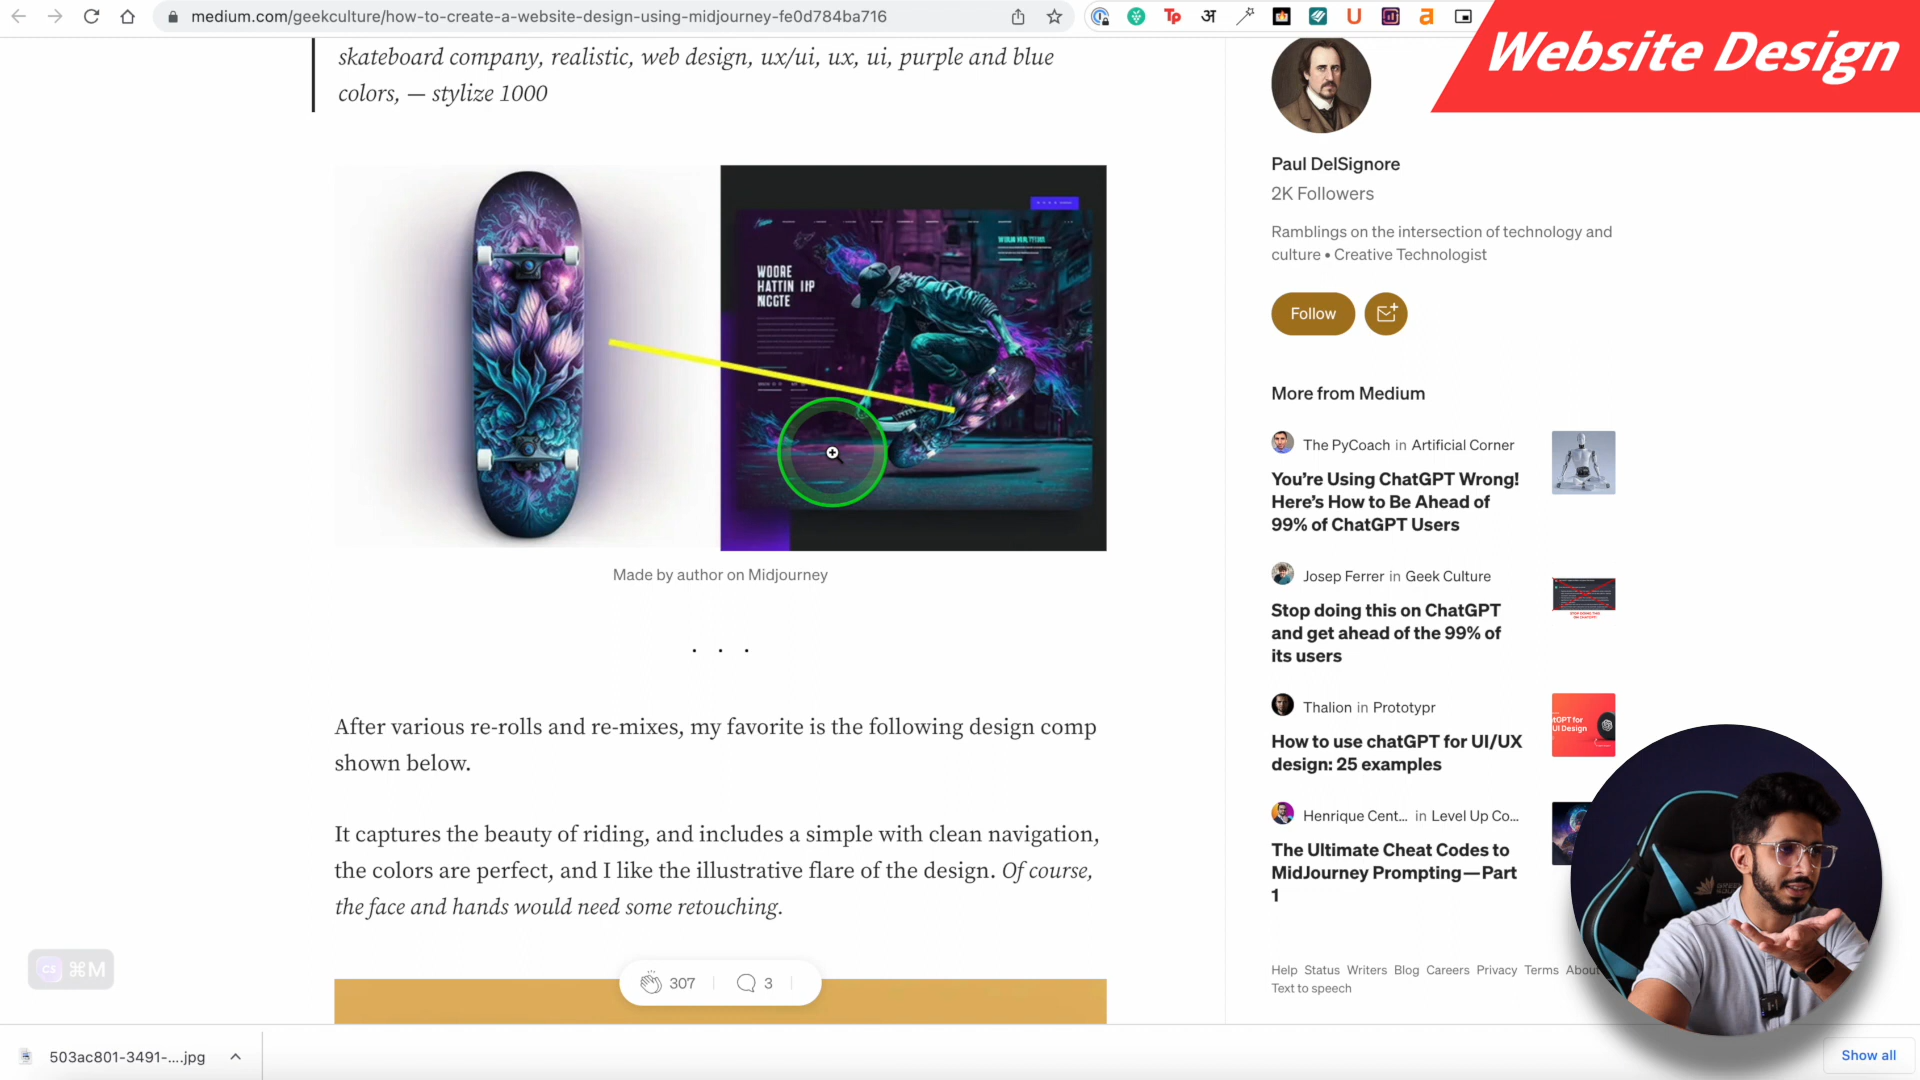 medium.com/geekculture/how-to-create-a-website-design-using-midjourney-fe0d784ba716
Tp
अ
U
a
Website Design
skateboard company, realistic, web design, ux/ui, ux, ui, purple and blue
colors, — stylize 1000
WOORE
HATTIN IIP
NCGTE
Made by author on Midjourney
. . .
After various re-rolls and re-mixes, my favorite is the following design comp
shown below.
It captures the beauty of riding, and includes a simple with clean navigation,
the colors are perfect, and I like the illustrative flare of the design. Of course,
the face and hands would need some retouching.
307
3
CS ⌘M
Paul DelSignore
2K Followers
Ramblings on the intersection of technology and
culture • Creative Technologist
Follow
More from Medium
The PyCoach in Artificial Corner
You’re Using ChatGPT Wrong!
Here’s How to Be Ahead of
99% of ChatGPT Users
Josep Ferrer in Geek Culture
Stop doing this on ChatGPT
and get ahead of the 99% of
its users
Thalion in Prototypr
How to use chatGPT for UI/UX
design: 25 examples
Henrique Cent... in Level Up Co...
The Ultimate Cheat Codes to
MidJourney Prompting—Part
1
Help Status Writers Blog Careers Privacy Terms About
Text to speech
503ac801-3491-....jpg
Show all